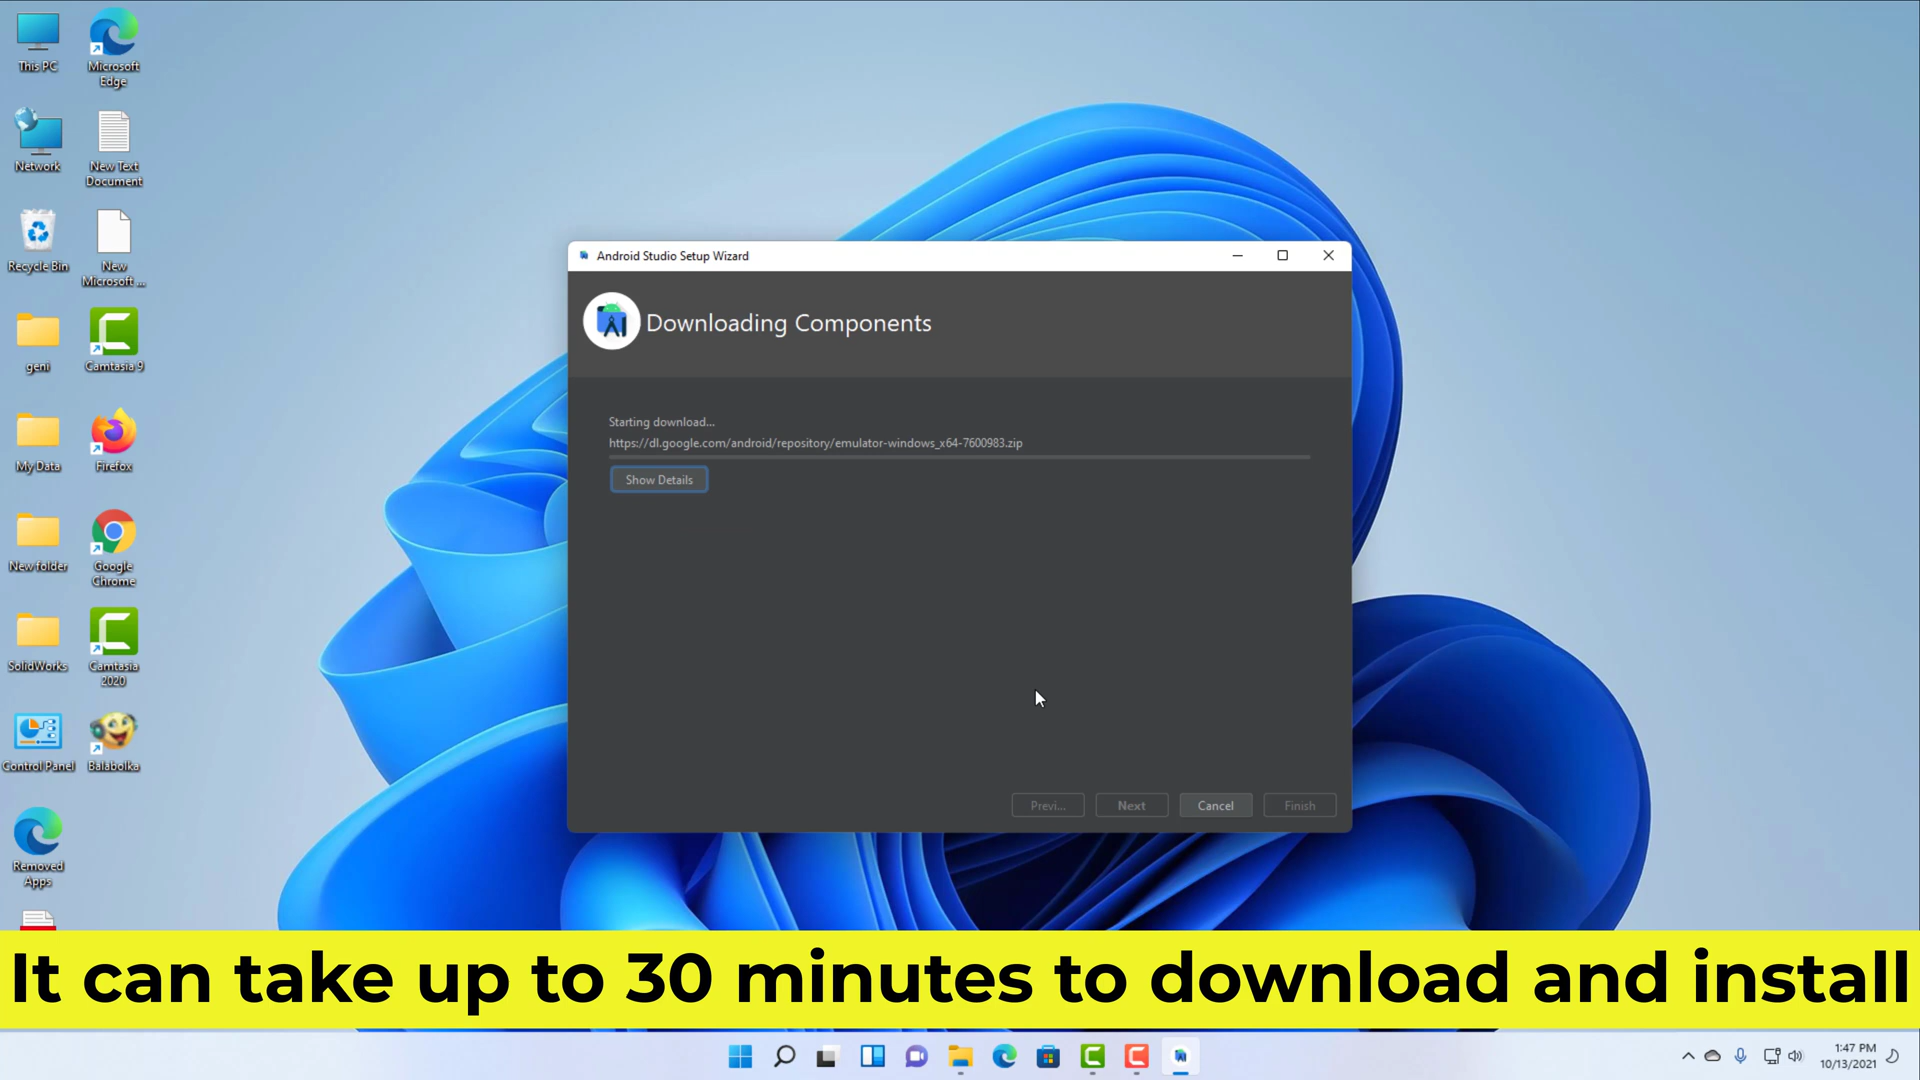 This PC
Microsoft
Edge
Network
New Text
Document
Recycle Bin
New
Microsoft ...
geni
Camtasia 9
My Data
Firefox
New folder
Google
Chrome
SolidWorks
Camtasia
2020
Control Panel
Balabolka
Removed
Apps
Android Studio Setup Wizard
Downloading Components
Starting download...
https://dl.google.com/android/repository/emulator-windows_x64-7600983.zip
Show Details
Previ...
Next
Cancel
Finish
It can take up to 30 minutes to download and install
1:47 PM
10/13/2021